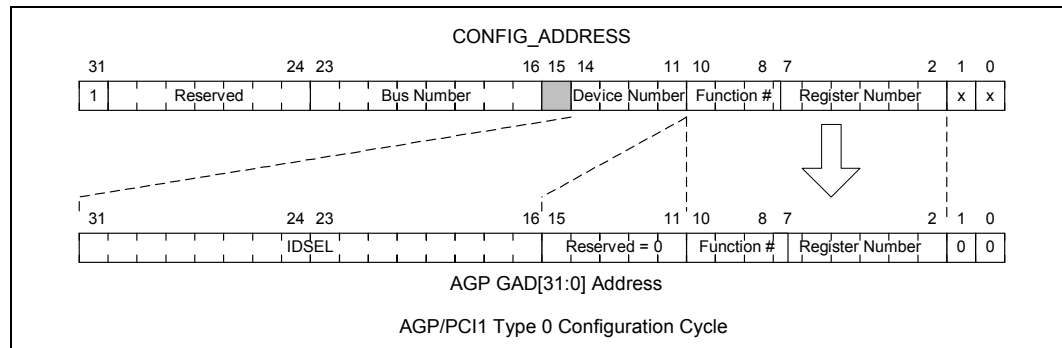 CONFIG_ADDRESS
31 24 23 16 15 14 11 10 8 7 2 1 0
1 Reserved Bus Number Device Number Function # Register Number x x
31 24 23 16 15 11 10 8 7 2 1 0
IDSEL Reserved = 0 Function # Register Number 0 0
AGP GAD[31:0] Address
AGP/PCI1 Type 0 Configuration Cycle